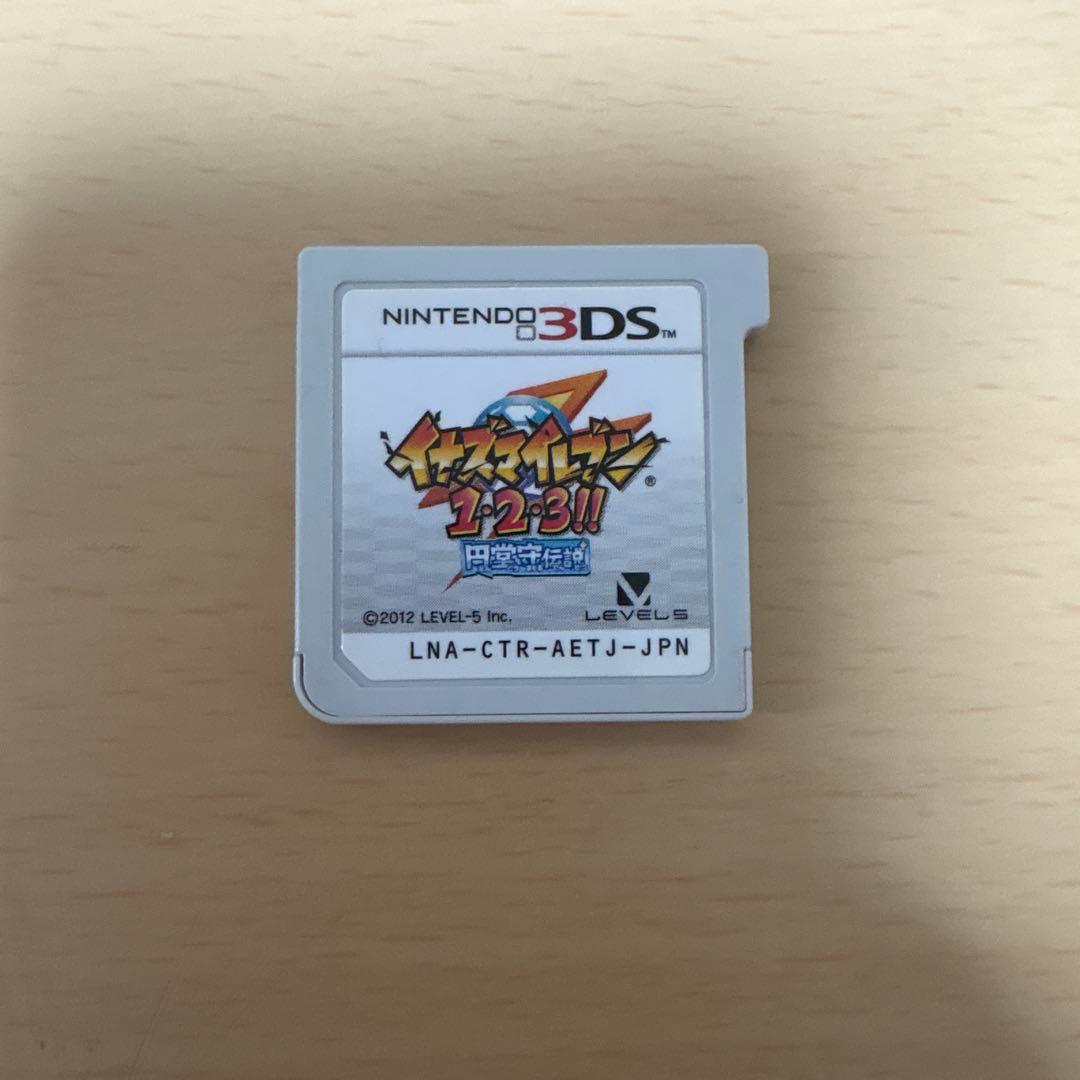 NINTENDO 3DS™
イナズマイレブン®
1・2・3!!
円堂守伝説
©2012 LEVEL-5 Inc.
LEVEL5
LNA-CTR-AETJ-JPN